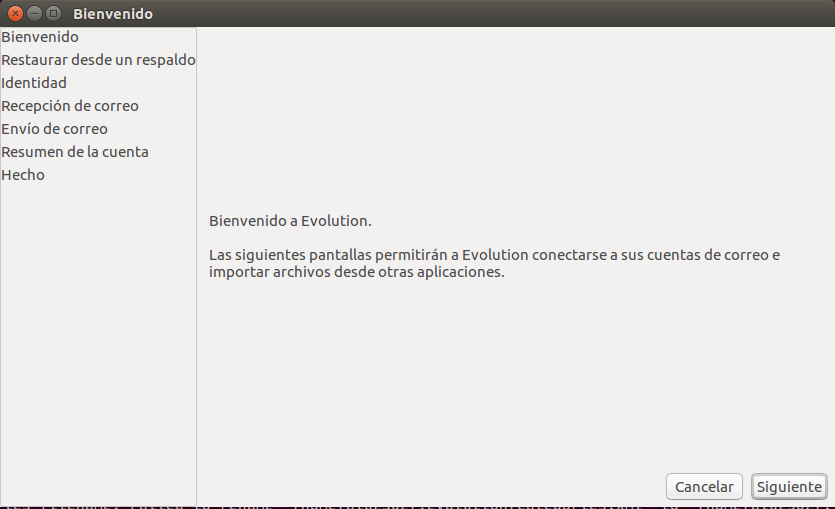 Bienvenido
Bienvenido
Restaurar desde un respaldo
Identidad
Recepción de correo
Envío de correo
Resumen de la cuenta
Hecho
Bienvenido a Evolution.
Las siguientes pantallas permitirán a Evolution conectarse a sus cuentas de correo e
importar archivos desde otras aplicaciones.
Cancelar
Siguiente